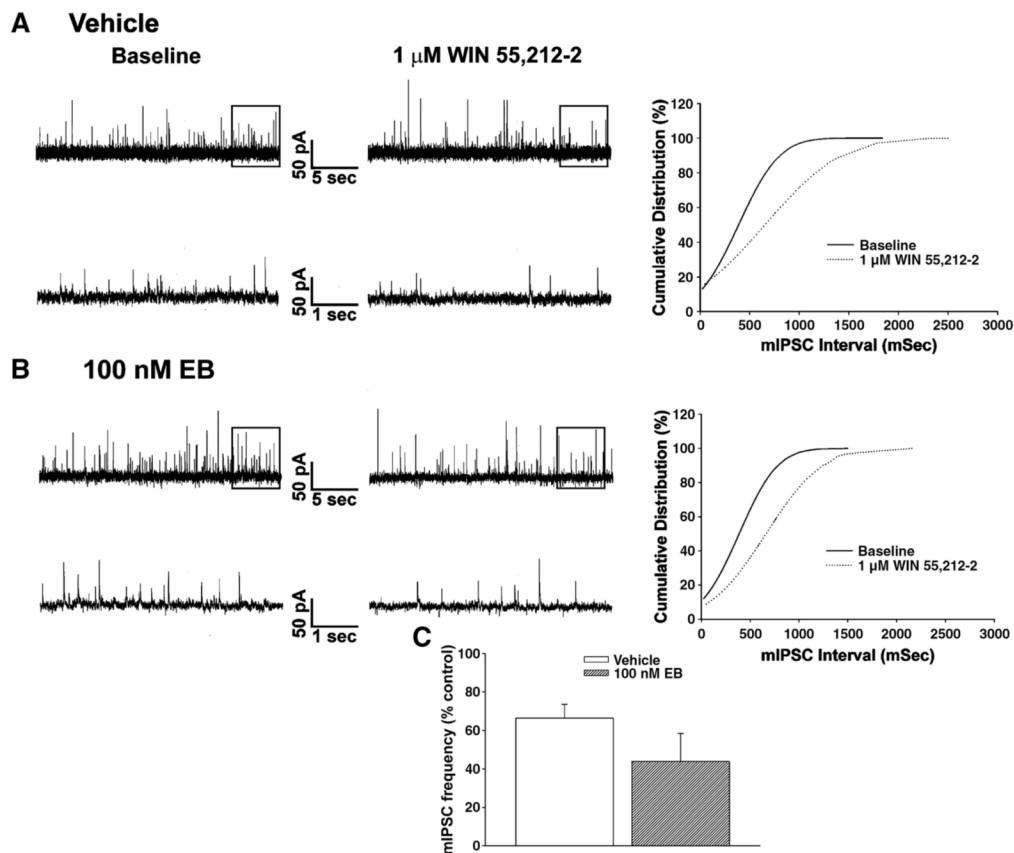 A Vehicle
Baseline
1 μM WIN 55,212-2
50 pA
5 sec
50 pA
1 sec
Cumulative Distribution (%)
120
100
80
60
40
20
0
0 500 1000 1500 2000 2500 3000
mIPSC Interval (mSec)
Baseline
1 μM WIN 55,212-2
B 100 nM EB
50 pA
5 sec
50 pA
1 sec
Cumulative Distribution (%)
120
100
80
60
40
20
0
0 500 1000 1500 2000 2500 3000
mIPSC Interval (mSec)
Baseline
1 μM WIN 55,212-2
C
mIPSC frequency (% control)
100
80
60
40
20
0
Vehicle
100 nM EB